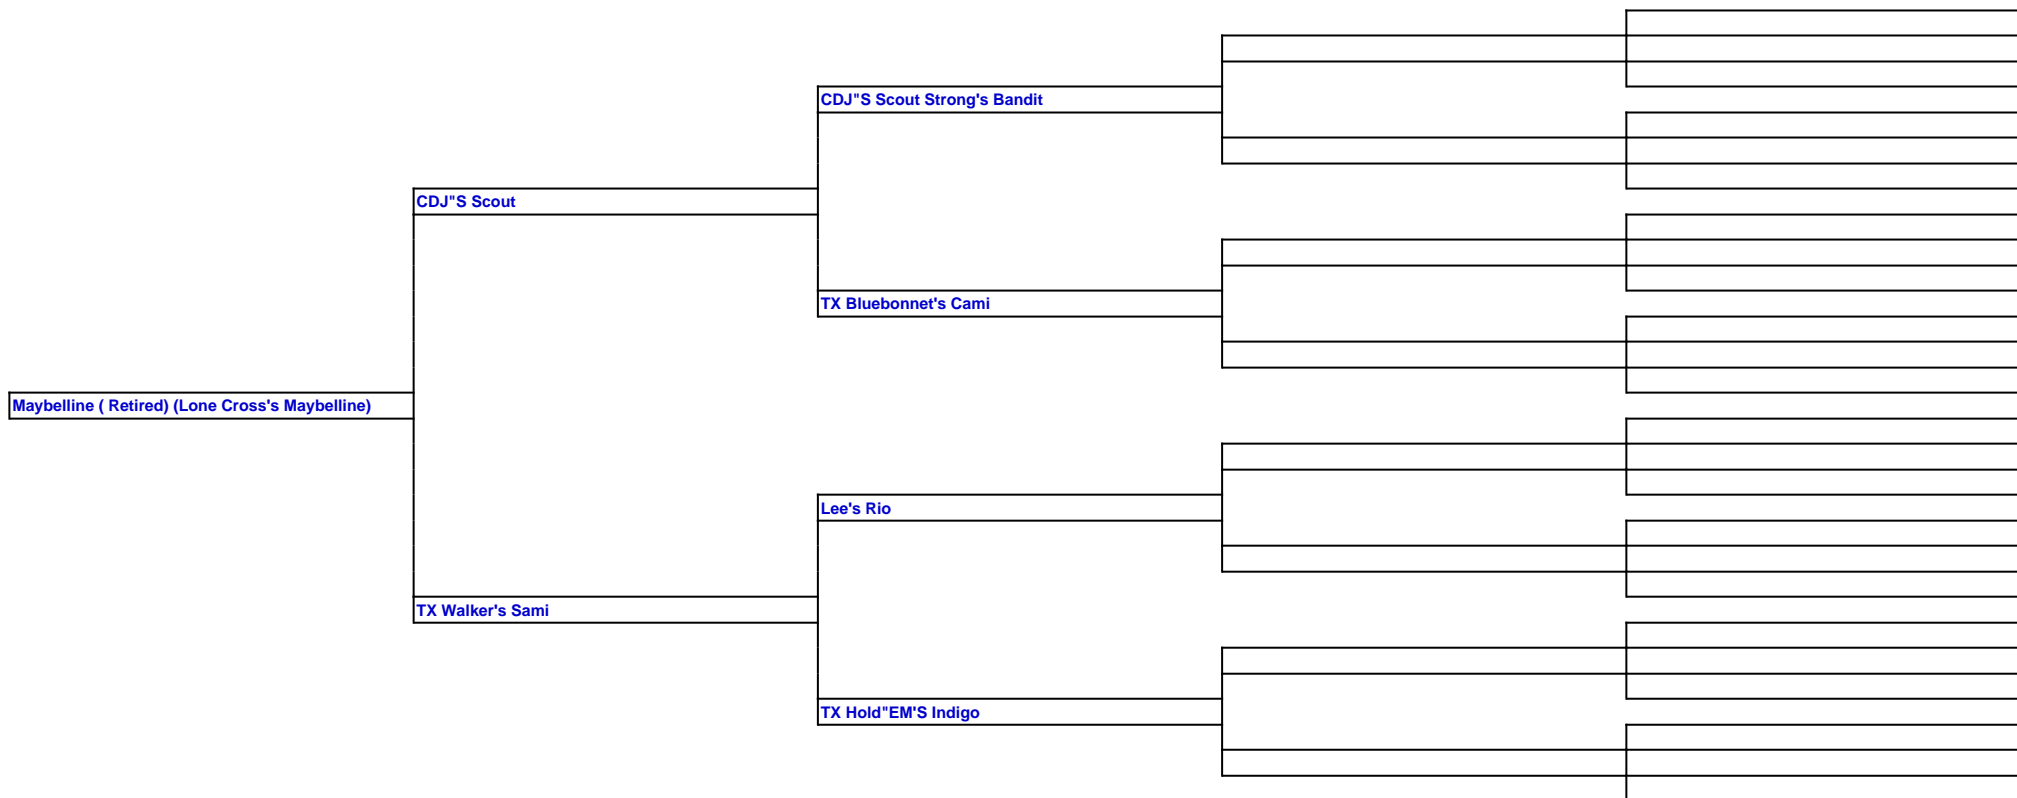 CDJ"S Scout Strong's Bandit
CDJ"S Scout
TX Bluebonnet's Cami
Maybelline ( Retired) (Lone Cross's Maybelline)
Lee's Rio
TX Walker's Sami
TX Hold"EM'S Indigo